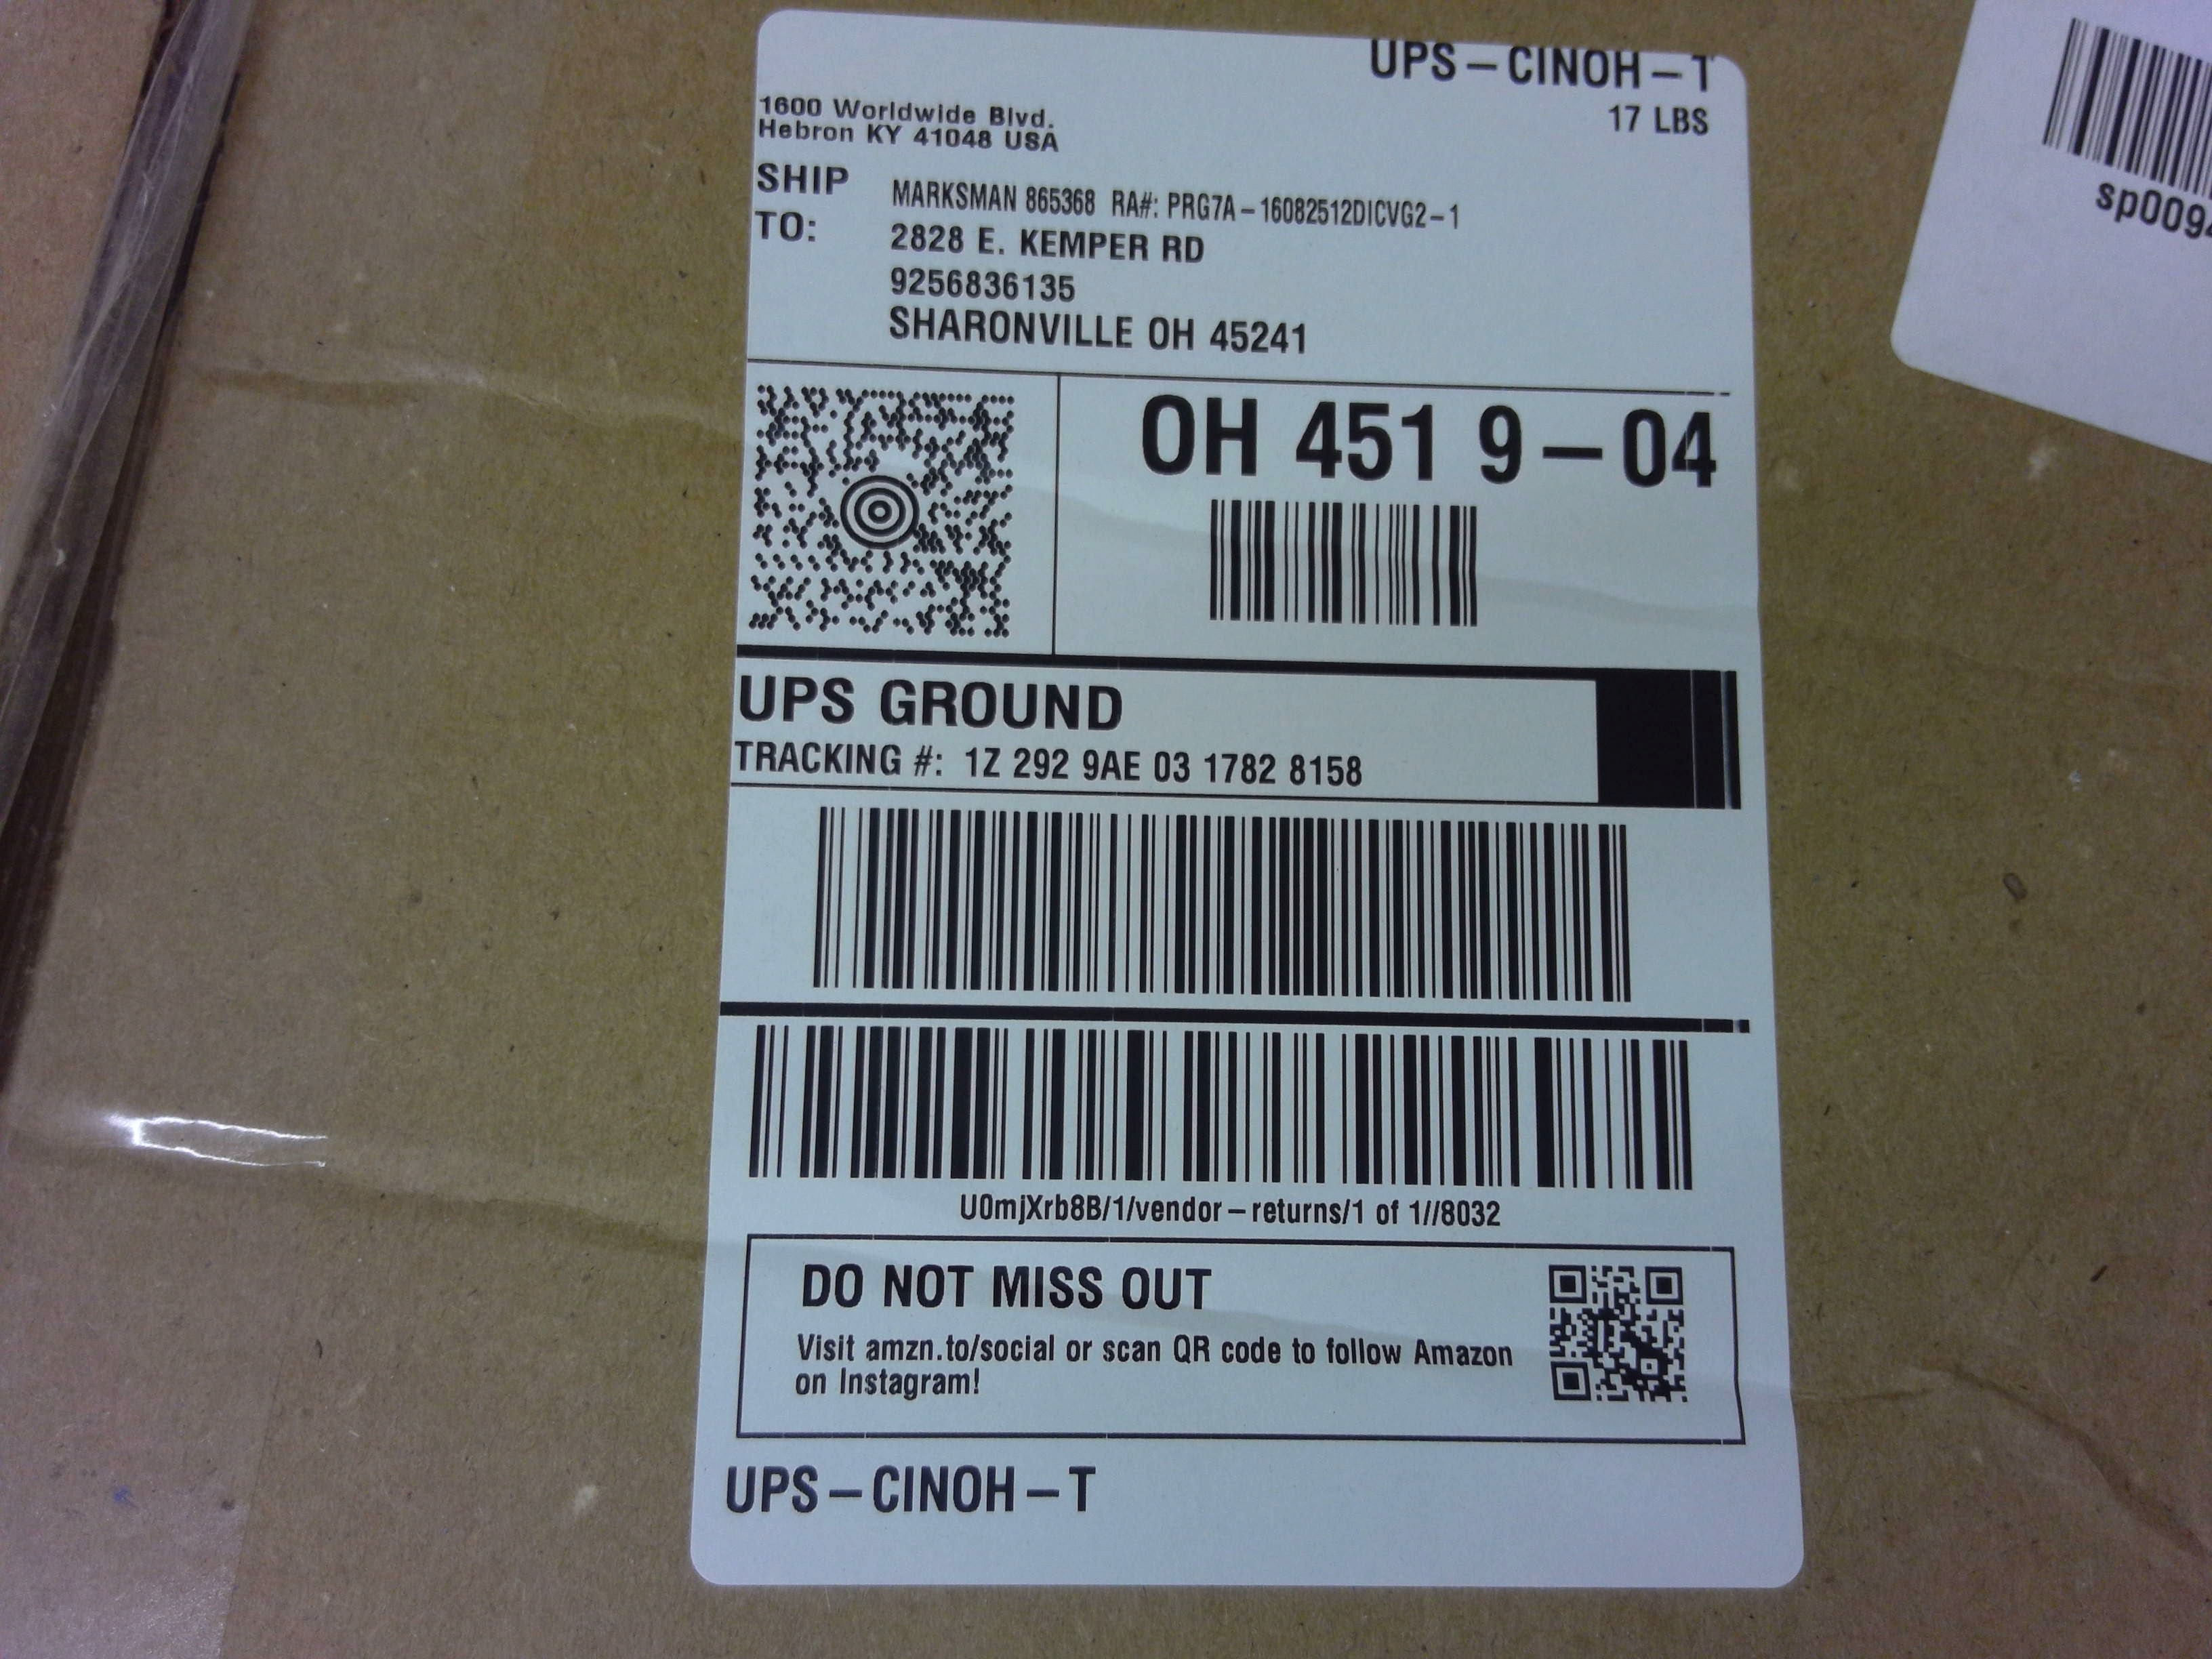 UPS – CINOH – T
17 LBS
1600 Worldwide Blvd.
Hebron KY 41048 USA
SHIP TO:
MARKSMAN 865368 RA#: PRG7A – 16082512DICVG2 – 1
2828 E. KEMPER RD
9256836135
SHARONVILLE OH 45241
OH 451 9 – 04
UPS GROUND
TRACKING #: 1Z 292 9AE 03 1782 8158
U0mjXrb8B/1/vendor – returns/1 of 1//8032
DO NOT MISS OUT
Visit amzn.to/social or scan QR code to follow Amazon
on Instagram!
UPS – CINOH – T